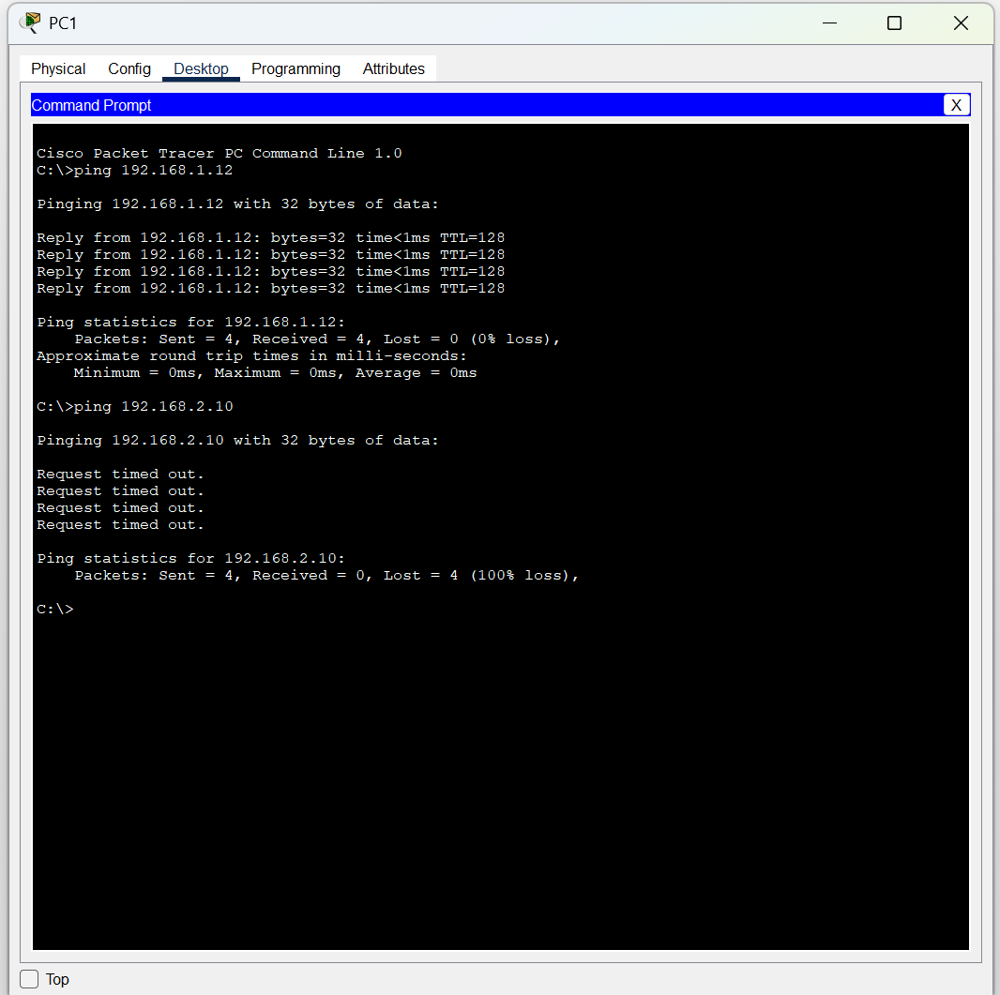 PC1
Physical Config Desktop Programming Attributes
Command Prompt X
Cisco Packet Tracer PC Command Line 1.0
C:\>ping 192.168.1.12
Pinging 192.168.1.12 with 32 bytes of data:
Reply from 192.168.1.12: bytes=32 time<1ms TTL=128
Reply from 192.168.1.12: bytes=32 time<1ms TTL=128
Reply from 192.168.1.12: bytes=32 time<1ms TTL=128
Reply from 192.168.1.12: bytes=32 time<1ms TTL=128
Ping statistics for 192.168.1.12:
    Packets: Sent = 4, Received = 4, Lost = 0 (0% loss),
Approximate round trip times in milli-seconds:
    Minimum = 0ms, Maximum = 0ms, Average = 0ms
C:\>ping 192.168.2.10
Pinging 192.168.2.10 with 32 bytes of data:
Request timed out.
Request timed out.
Request timed out.
Request timed out.
Ping statistics for 192.168.2.10:
    Packets: Sent = 4, Received = 0, Lost = 4 (100% loss),
C:\>
Top